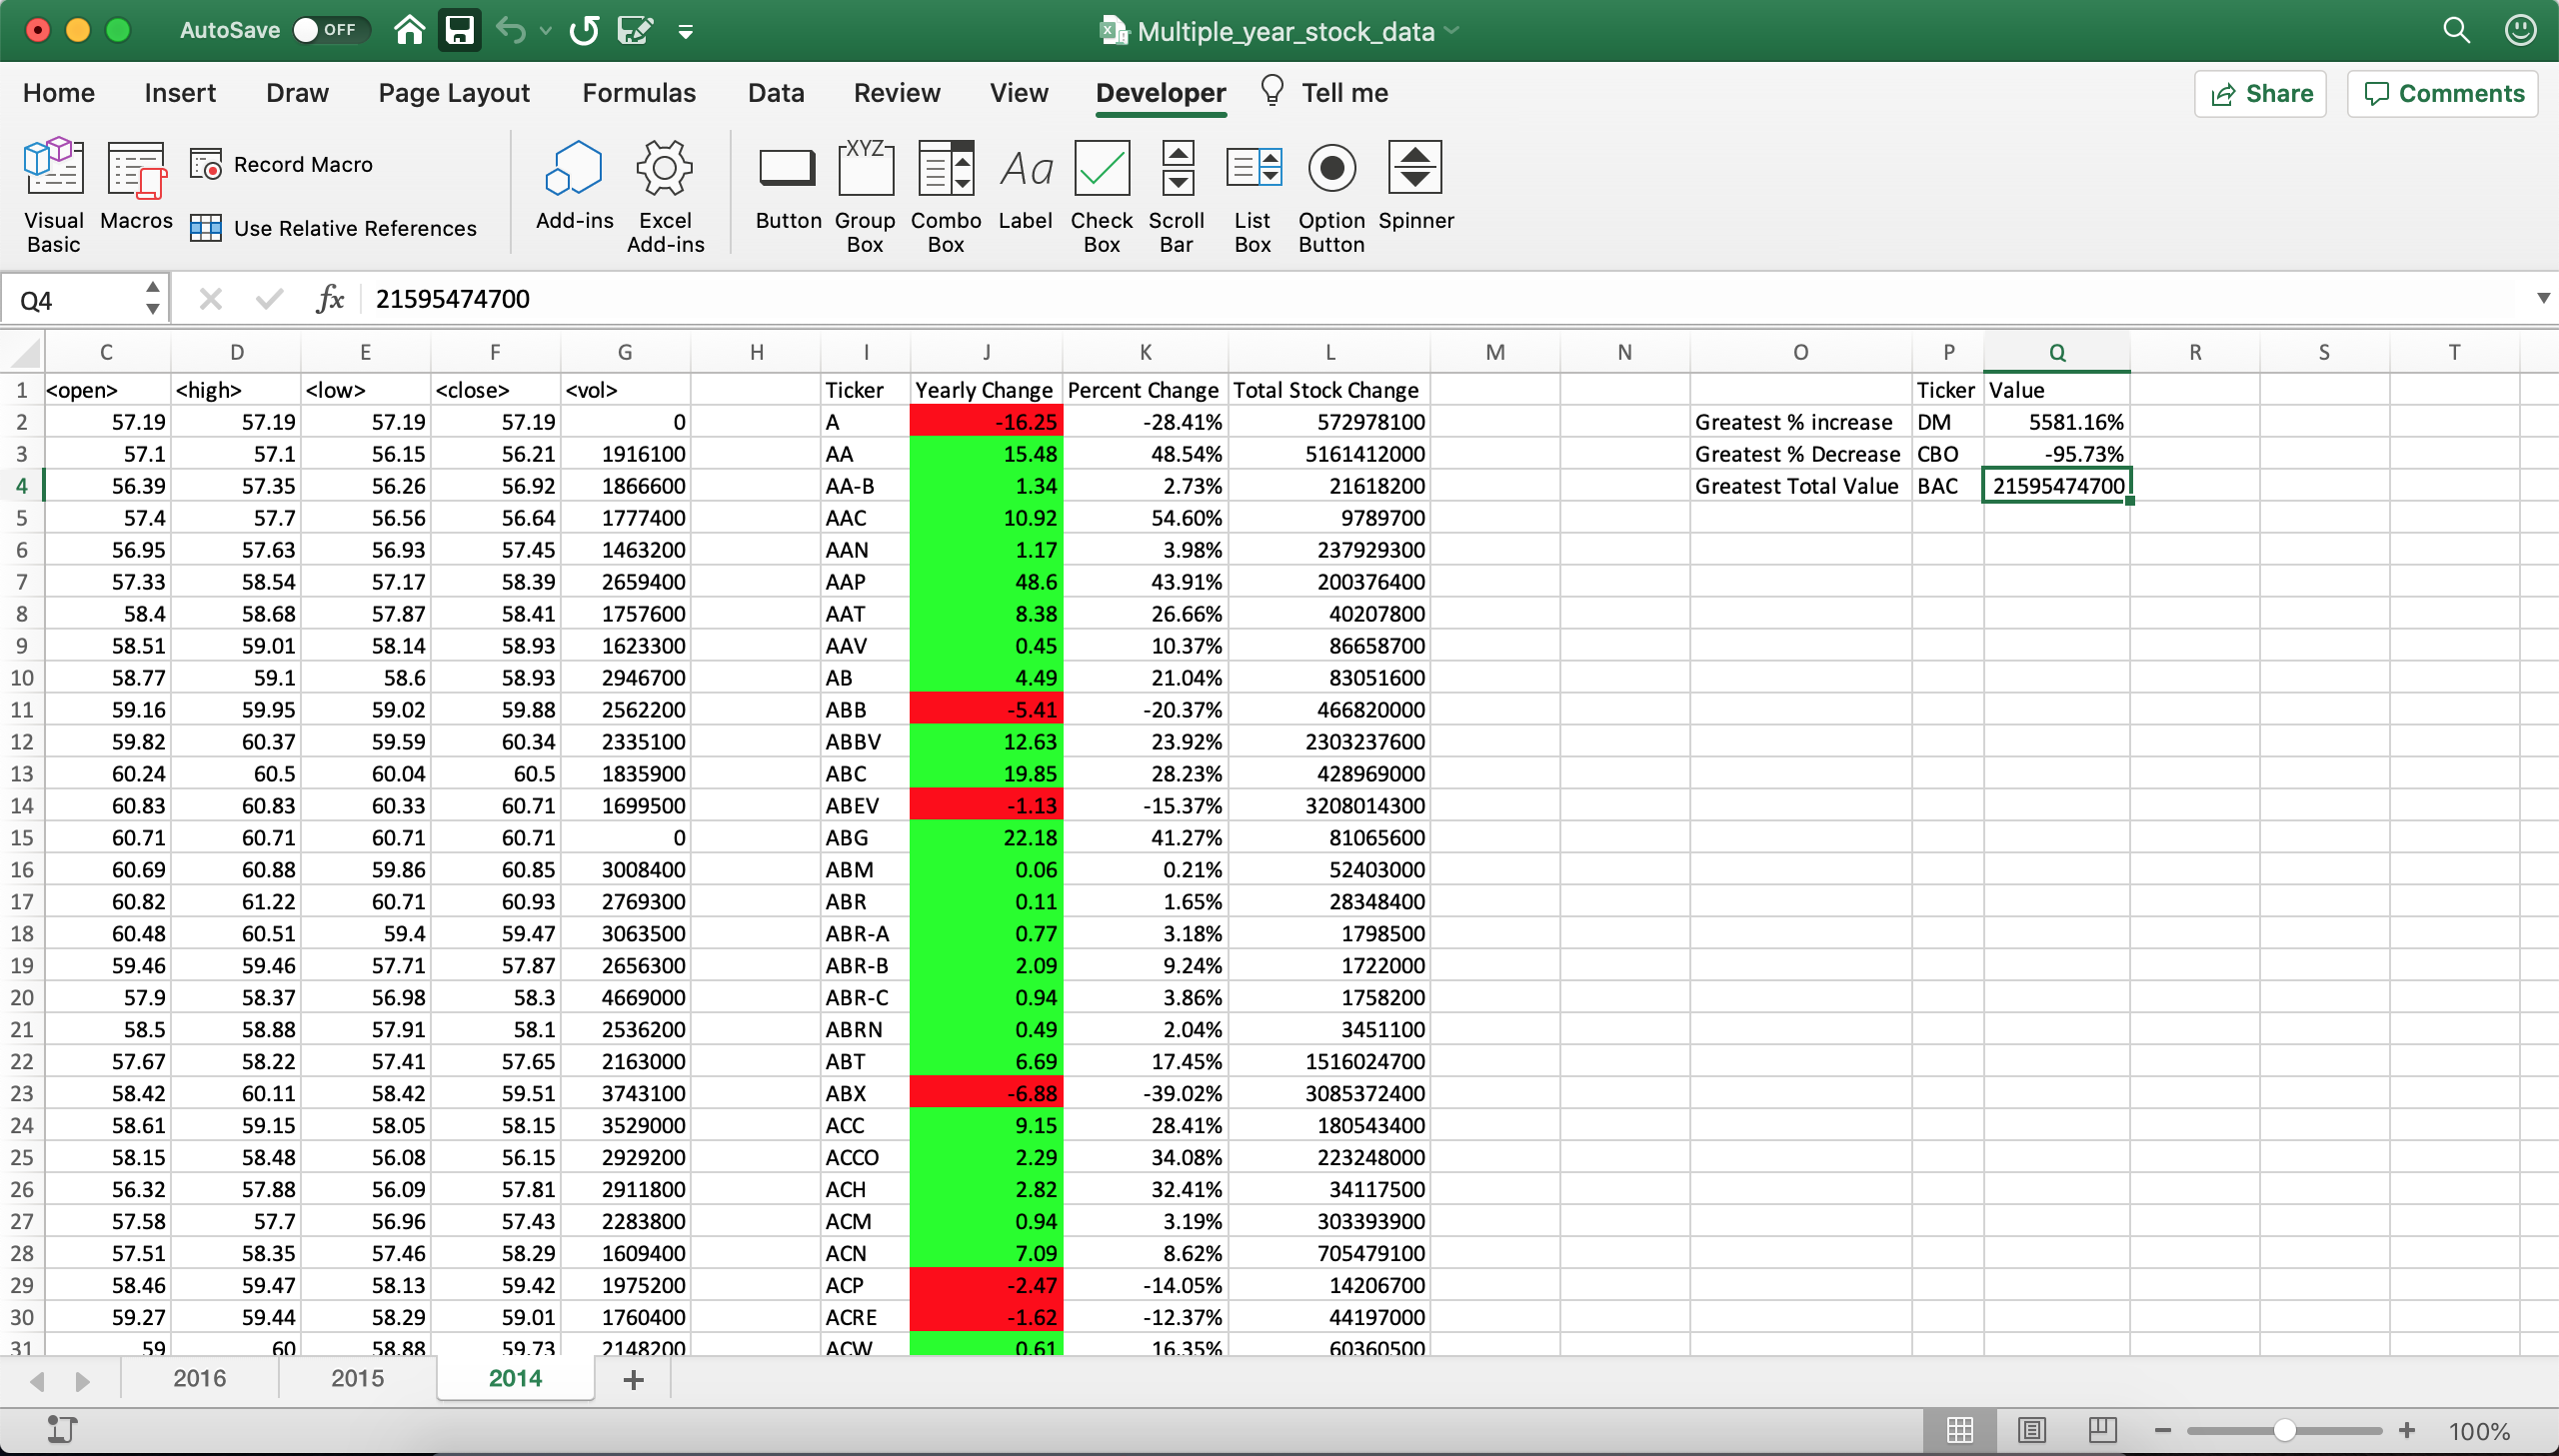 AutoSave OFF Multiple_year_stock_data
Home Insert Draw Page Layout Formulas Data Review View Developer Tell me Share Comments
Visual Basic Macros Record Macro Use Relative References Add-ins Excel Add-ins Button XYZ Group Box Combo Box Aa Label Check Box Scroll Bar List Box Option Button Spinner
Q4 fx 21595474700
C D E F G H I J K L M N O P Q R S T
1 <open> <high> <low> <close> <vol> Ticker Yearly Change Percent Change Total Stock Change Ticker Value
2 57.19 57.19 57.19 57.19 0 A -16.25 -28.41% 572978100 Greatest % increase DM 5581.16%
3 57.1 57.1 56.15 56.21 1916100 AA 15.48 48.54% 5161412000 Greatest % Decrease CBO -95.73%
4 56.39 57.35 56.26 56.92 1866600 AA-B 1.34 2.73% 21618200 Greatest Total Value BAC 21595474700
5 57.4 57.7 56.56 56.64 1777400 AAC 10.92 54.60% 9789700
6 56.95 57.63 56.93 57.45 1463200 AAN 1.17 3.98% 237929300
7 57.33 58.54 57.17 58.39 2659400 AAP 48.6 43.91% 200376400
8 58.4 58.68 57.87 58.41 1757600 AAT 8.38 26.66% 40207800
9 58.51 59.01 58.14 58.93 1623300 AAV 0.45 10.37% 86658700
10 58.77 59.1 58.6 58.93 2946700 AB 4.49 21.04% 83051600
11 59.16 59.95 59.02 59.88 2562200 ABB -5.41 -20.37% 466820000
12 59.82 60.37 59.59 60.34 2335100 ABBV 12.63 23.92% 2303237600
13 60.24 60.5 60.04 60.5 1835900 ABC 19.85 28.23% 428969000
14 60.83 60.83 60.33 60.71 1699500 ABEV -1.13 -15.37% 3208014300
15 60.71 60.71 60.71 60.71 0 ABG 22.18 41.27% 81065600
16 60.69 60.88 59.86 60.85 3008400 ABM 0.06 0.21% 52403000
17 60.82 61.22 60.71 60.93 2769300 ABR 0.11 1.65% 28348400
18 60.48 60.51 59.4 59.47 3063500 ABR-A 0.77 3.18% 1798500
19 59.46 59.46 57.71 57.87 2656300 ABR-B 2.09 9.24% 1722000
20 57.9 58.37 56.98 58.3 4669000 ABR-C 0.94 3.86% 1758200
21 58.5 58.88 57.91 58.1 2536200 ABRN 0.49 2.04% 3451100
22 57.67 58.22 57.41 57.65 2163000 ABT 6.69 17.45% 1516024700
23 58.42 60.11 58.42 59.51 3743100 ABX -6.88 -39.02% 3085372400
24 58.61 59.15 58.05 58.15 3529000 ACC 9.15 28.41% 180543400
25 58.15 58.48 56.08 56.15 2929200 ACCO 2.29 34.08% 223248000
26 56.32 57.88 56.09 57.81 2911800 ACH 2.82 32.41% 34117500
27 57.58 57.7 56.96 57.43 2283800 ACM 0.94 3.19% 303393900
28 57.51 58.35 57.46 58.29 1609400 ACN 7.09 8.62% 705479100
29 58.46 59.47 58.13 59.42 1975200 ACP -2.47 -14.05% 14206700
30 59.27 59.44 58.29 59.01 1760400 ACRE -1.62 -12.37% 44197000
31 59 60 58.88 59.73 2148200 ACW 0.61 16.35% 60360500
2016 2015 2014
100%